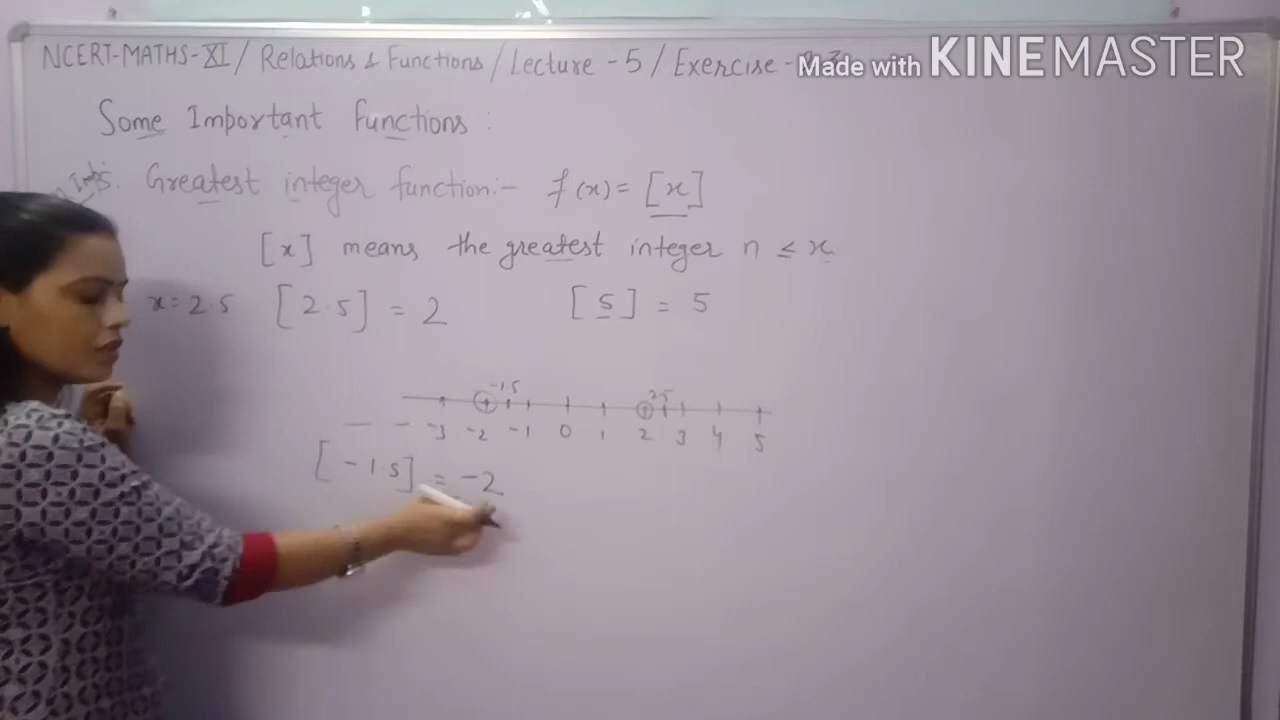 NCERT-MATHS-XI / Relations & Functions / Lecture - 5 / Exercise -
Made with KINEMASTER
Some Important Functions :
Greatest integer function:- f(x) = [x]
[x] means the greatest integer n ≤ x
x = 2.5 [2.5] = 2 [5] = 5
-1.5 2.5
-3 -2 -1 0 1 2 3 4 5
[-1.5] = -2